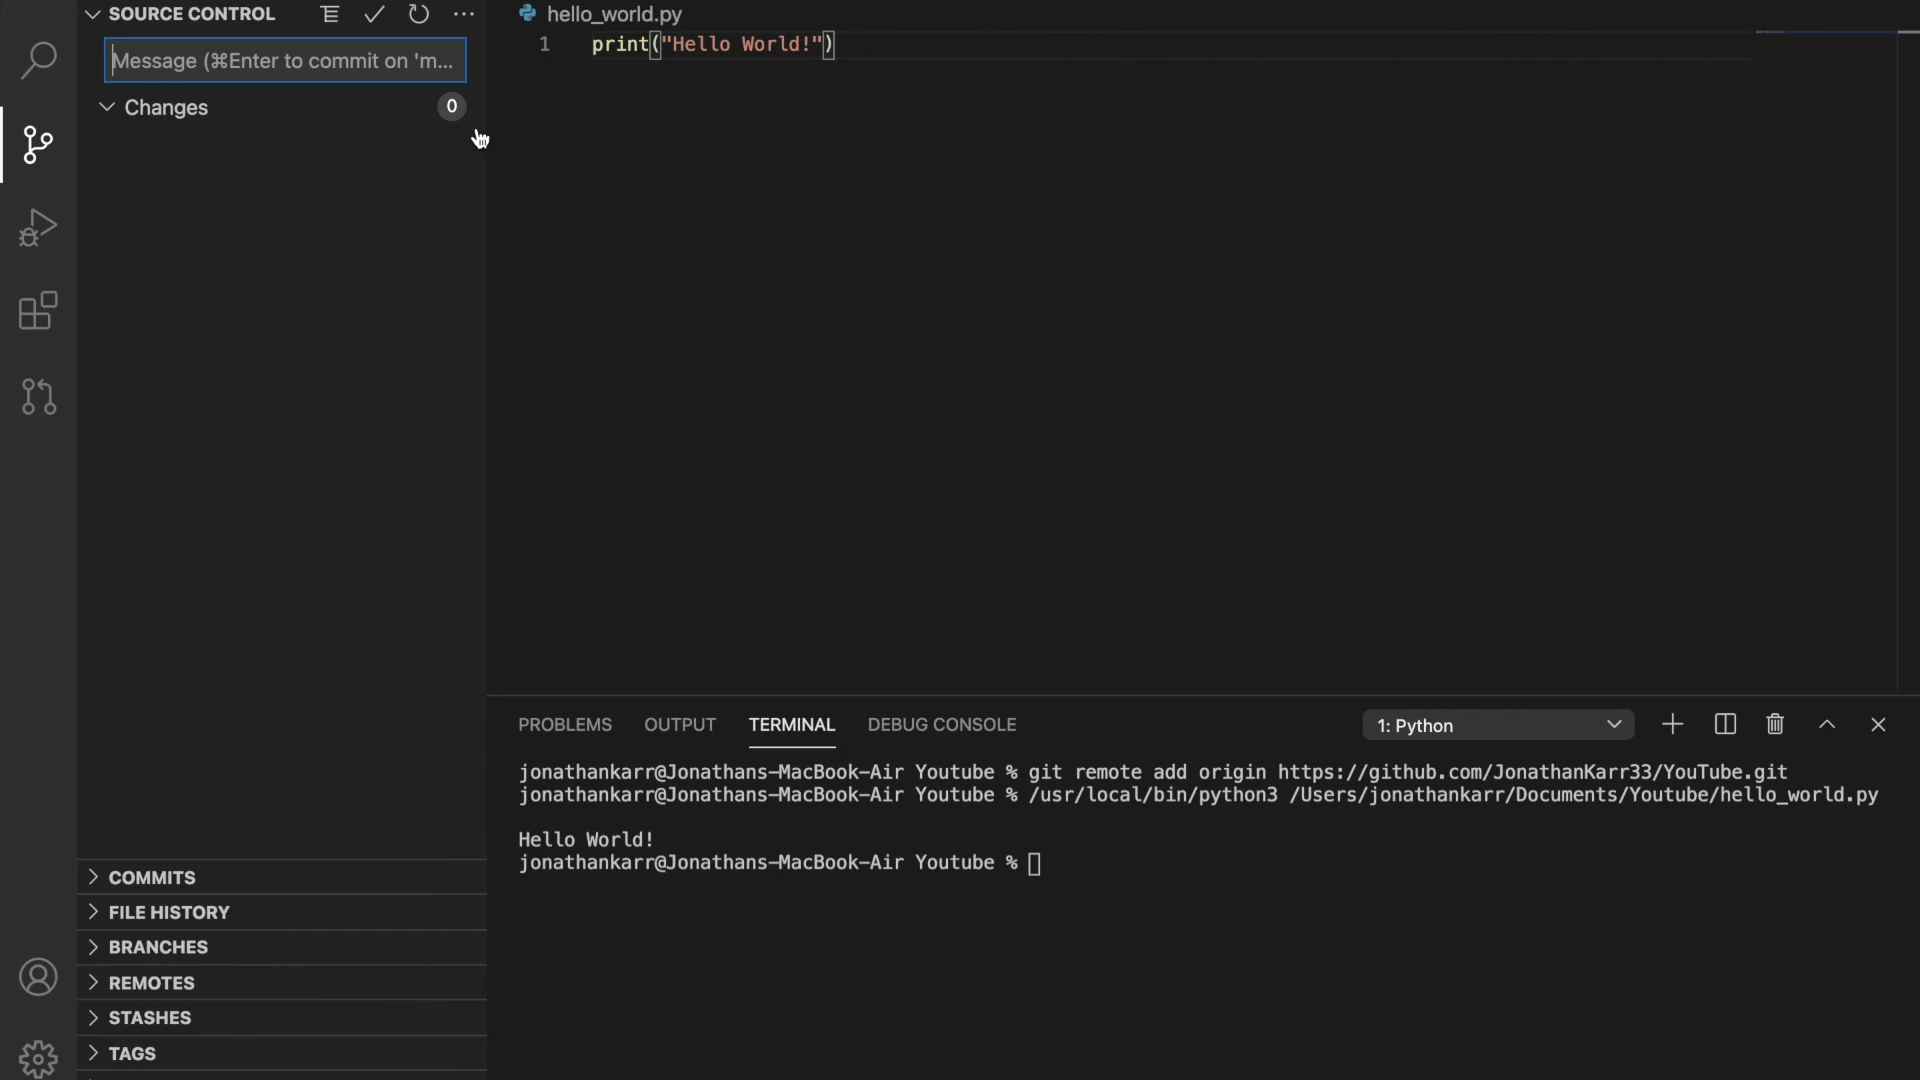 SOURCE CONTROL
Message (⌘Enter to commit on 'm...
Changes
0
hello_world.py
1 print("Hello World!")
PROBLEMS OUTPUT TERMINAL DEBUG CONSOLE
1: Python
jonathankarr@Jonathans-MacBook-Air Youtube % git remote add origin https://github.com/JonathanKarr33/YouTube.git
jonathankarr@Jonathans-MacBook-Air Youtube % /usr/local/bin/python3 /Users/jonathankarr/Documents/Youtube/hello_world.py
Hello World!
jonathankarr@Jonathans-MacBook-Air Youtube %
COMMITS
FILE HISTORY
BRANCHES
REMOTES
STASHES
TAGS